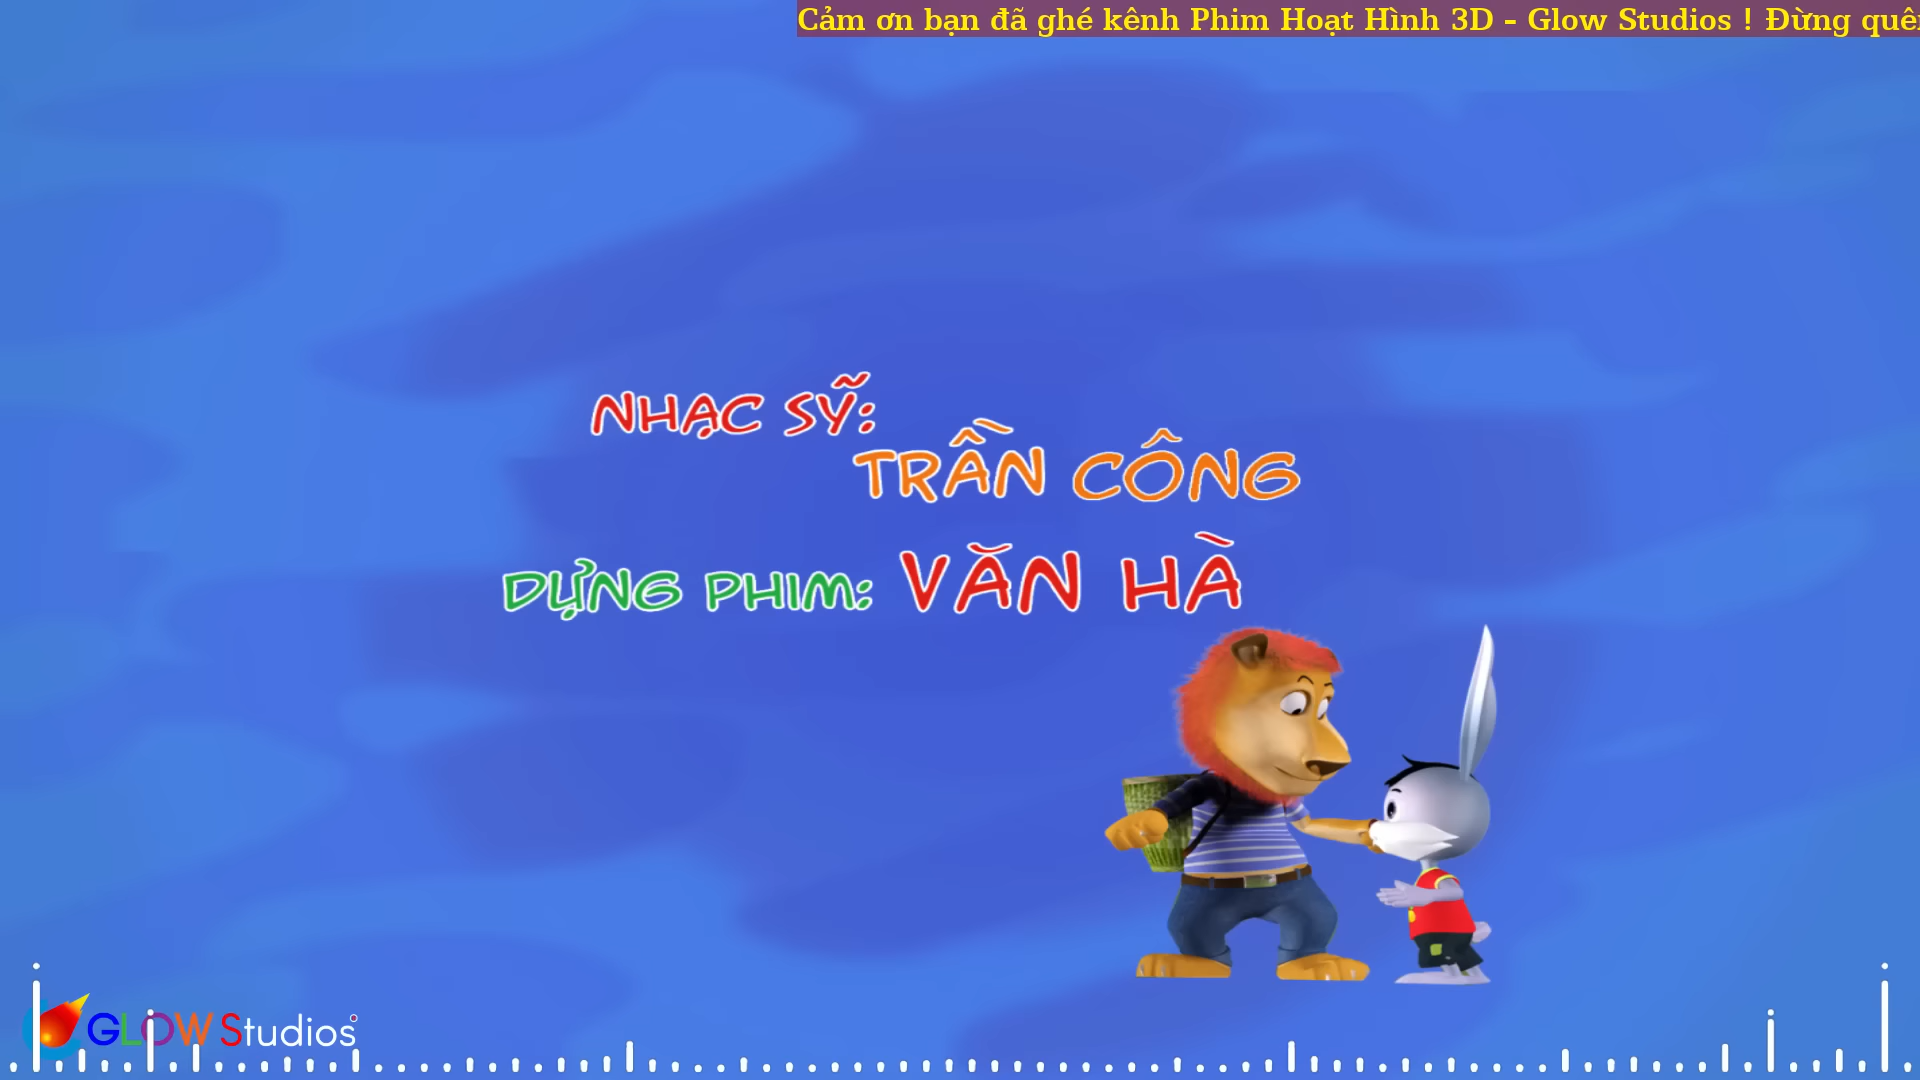 Cảm ơn bạn đã ghé kênh Phim Hoạt Hình 3D - Glow Studios ! Đừng quên
NHẠC SỸ:
TRẦN CÔNG
DỰNG PHIM: VĂN HÀ
GLOW Studios